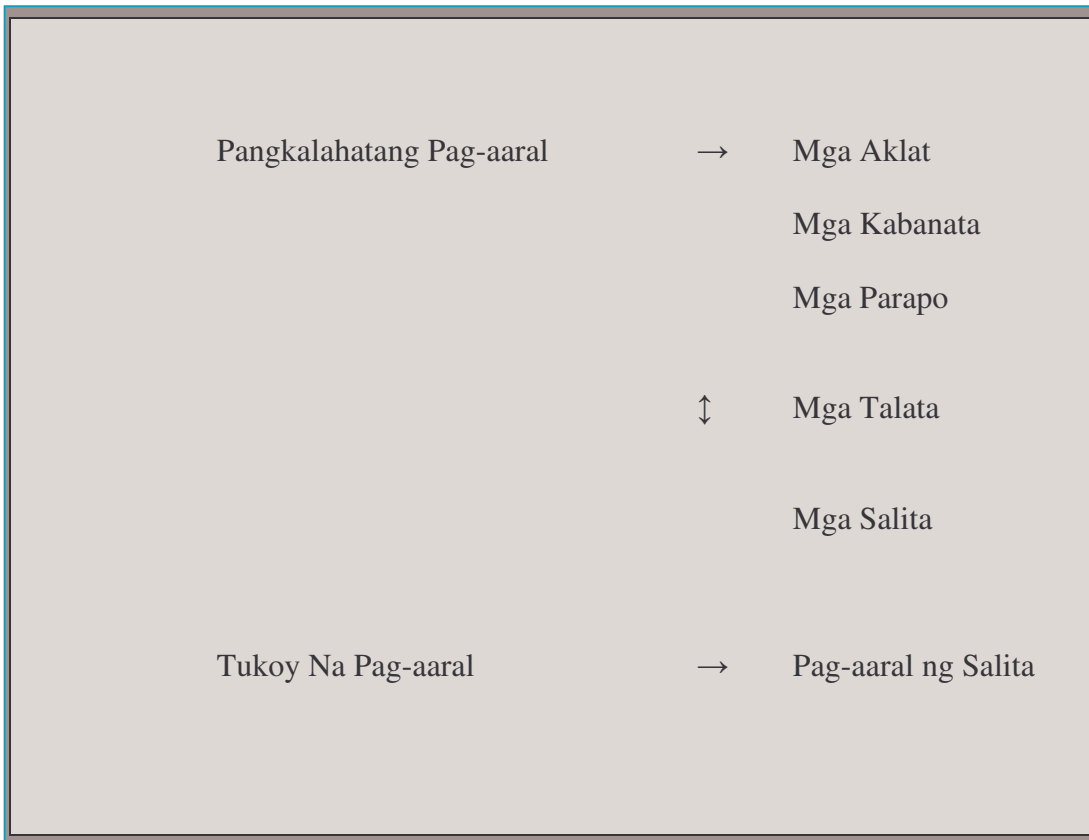 Pangkalahatang Pag-aaral → Mga Aklat
Mga Kabanata
Mga Parapo
↕ Mga Talata
Mga Salita
Tukoy Na Pag-aaral → Pag-aaral ng Salita